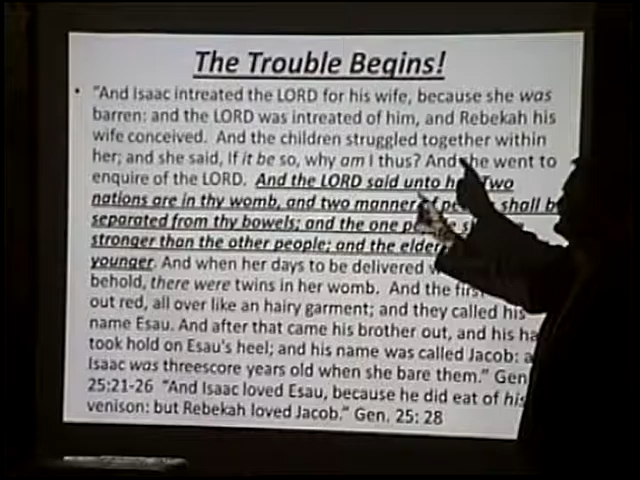 The Trouble Begins!
• "And Isaac intreated the LORD for his wife, because she was
barren: and the LORD was intreated of him, and Rebekah his
wife conceived. And the children struggled together within
her; and she said, If it be so, why am I thus? And she went to
enquire of the LORD. And the LORD said unto h Two
nations are in thy womb, and two manner of pe shall be
separated from thy bowels; and the one pe s
stronger than the other people; and the elder
younger. And when her days to be delivered w
behold, there were twins in her womb. And the first
out red, all over like an hairy garment; and they called his
name Esau. And after that came his brother out, and his ha
took hold on Esau's heel; and his name was called Jacob: a
Isaac was threescore years old when she bare them." Gen
25:21-26 "And Isaac loved Esau, because he did eat of his
venison: but Rebekah loved Jacob." Gen. 25: 28